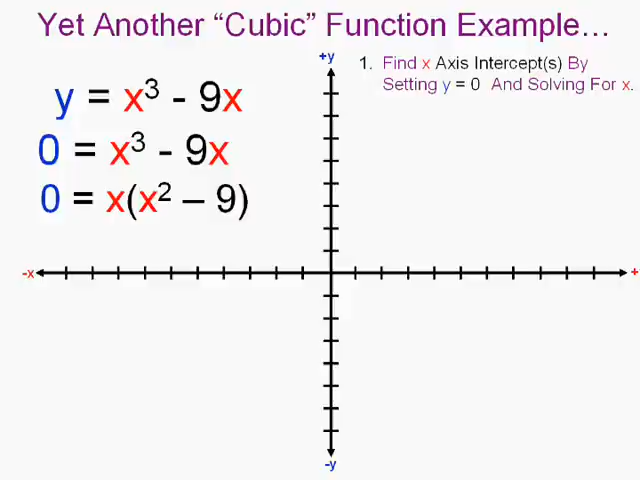 Yet Another “Cubic” Function Example...
+y
1. Find x Axis Intercept(s) By
Setting y = 0 And Solving For x.
y = x³ - 9x
0 = x³ - 9x
0 = x(x² – 9)
-x
+
-y